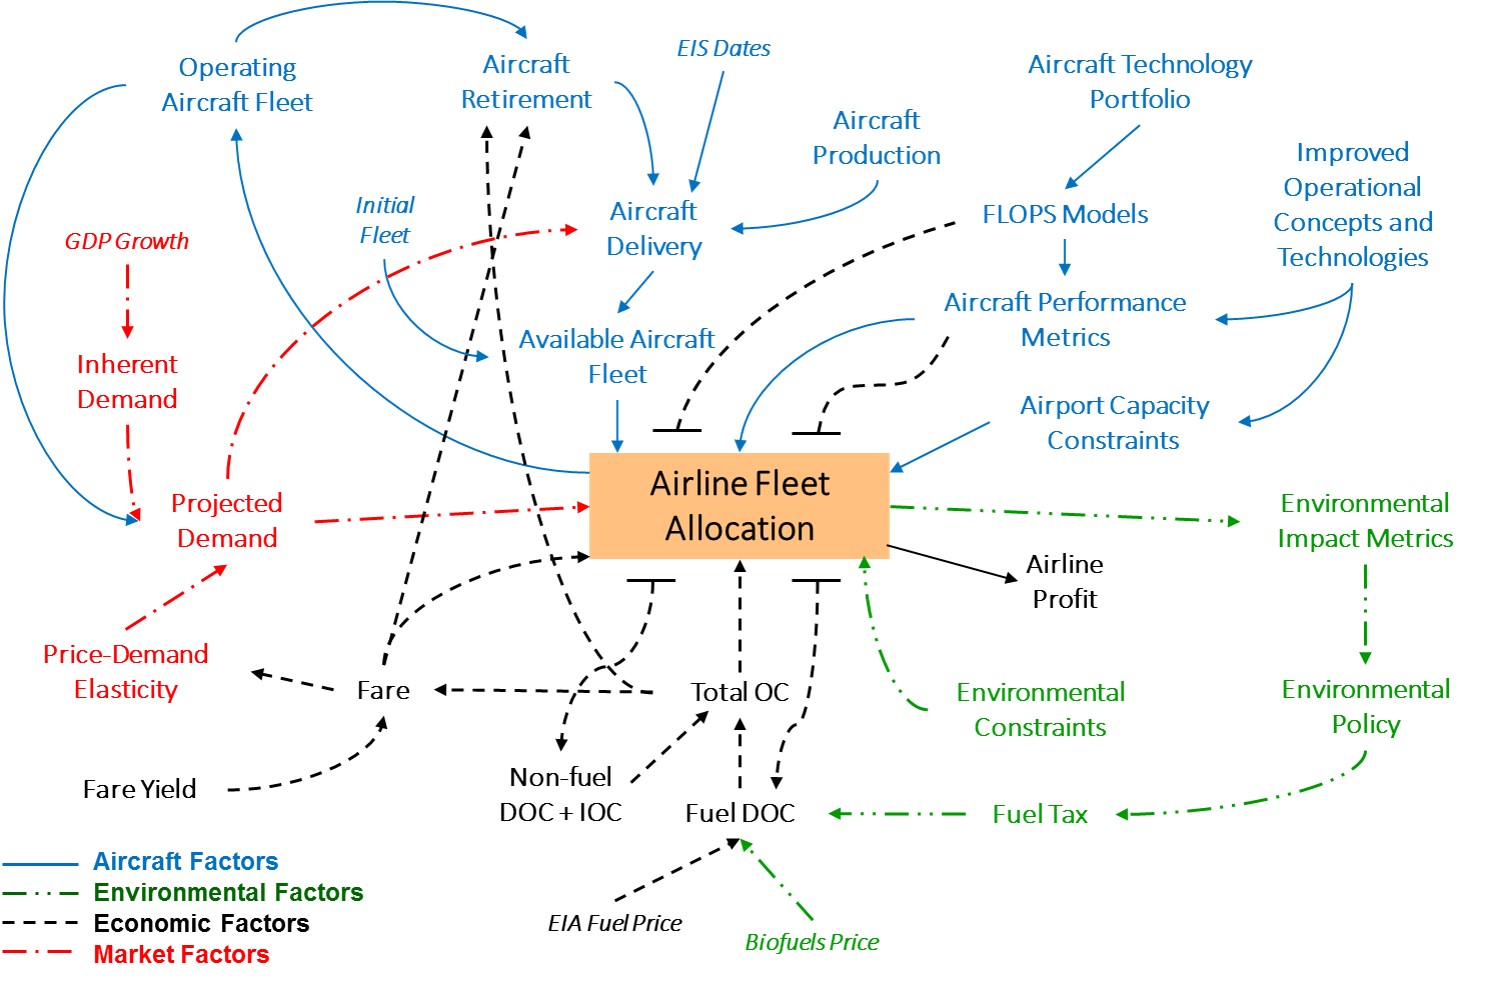 Operating
Aircraft Fleet
Aircraft
Retirement
EIS Dates
Aircraft Technology
Portfolio
Aircraft
Production
Improved
Operational
Concepts and
Technologies
Initial
Fleet
Aircraft
Delivery
FLOPS Models
GDP Growth
Aircraft Performance
Metrics
Available Aircraft
Fleet
Inherent
Demand
Airport Capacity
Constraints
Projected
Demand
Airline Fleet
Allocation
Environmental
Impact Metrics
Airline
Profit
Price-Demand
Elasticity
Fare
Total OC
Environmental
Constraints
Environmental
Policy
Fare Yield
Non-fuel
DOC + IOC
Fuel DOC
Fuel Tax
EIA Fuel Price
Biofuels Price
Aircraft Factors
Environmental Factors
Economic Factors
Market Factors